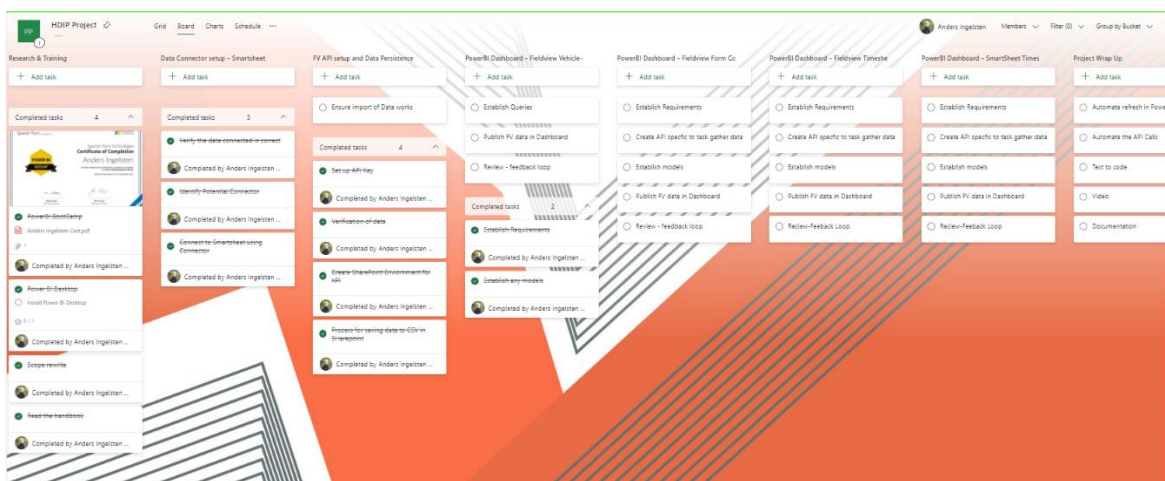 PP
HDIP Project
Grid Board Charts Schedule
Anders Ingelsten Members Filter (0) Group by Bucket
Research & Training
+ Add task
Completed tasks 4
Certificate of Completion
Anders Ingelsten
POWER BI
PowerBI BootCamp
Anders Ingelsten Cert.pdf
1
Completed by Anders Ingelsten ...
Power BI Desktop
Install Power BI Desktop
0 / 1
Completed by Anders Ingelsten ...
Scope rewrite
Completed by Anders Ingelsten ...
Read the handbook
Completed by Anders Ingelsten ...
Data Connector setup – Smartsheet
+ Add task
Completed tasks 3
Verify the data connected is correct
Completed by Anders Ingelsten ...
Identify Potential Connector
Completed by Anders Ingelsten ...
Connect to Smartsheet using
Connector
Completed by Anders Ingelsten ...
FV API setup and Data Persistence
+ Add task
Ensure import of Data works
Completed tasks 4
Set up API Key
Completed by Anders Ingelsten ...
Verification of data
Completed by Anders Ingelsten ...
Create SharePoint Enviorment for
Completed by Anders Ingelsten ...
Process for saving data to CSV in
Sharepoint
Completed by Anders Ingelsten ...
PowerBI Dashboard – Fieldview Vehicle-
+ Add task
Establish Queries
Publish FV data in Dashboard
Review - feedback loop
Completed tasks 2
Establish Requirements
Completed by Anders Ingelsten ...
Establish any models
Completed by Anders Ingelsten ...
PowerBI Dashboard – Fieldview Form Cc
+ Add task
Establish Requirements
Create API specfic to task gather data
Establish models
Publish FV data in Dashboard
Review - feedback loop
PowerBI Dashboard – Fieldview Timeshe
+ Add task
Establish Requirements
Create API specfic to task gather data
Establish models
Publish FV data in Dashboard
Reciew-Feeback Loop
PowerBI Dashboard – SmartSheet Times
+ Add task
Establish Requirements
Create API specfic to task gather data
Establish models
Publish FV data in Dashboard
Reciew-Feeback Loop
Project Wrap Up
+ Add task
Automate refresh in Powe
Automate the API Calls
Text to code
Video
Documentation